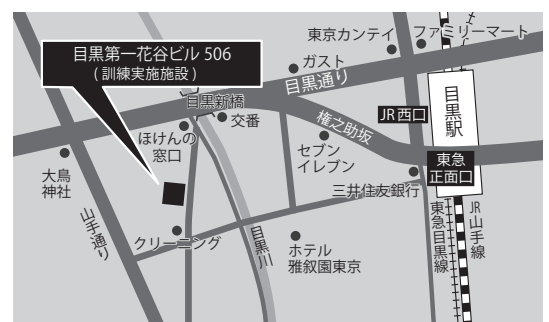 東京カンテイ
ファミリーマート
目黒第一花谷ビル 506
(訓練実施施設)
ガスト
目黒通り
目黒駅
目黒新橋
交番
権之助坂
JR西口
ほけんの
窓口
セブン
イレブン
東急
正面口
大鳥
神社
三井住友銀行
山手通り
クリーニング
目黒川
ホテル
雅叙園東京
東急目黒線
JR山手線